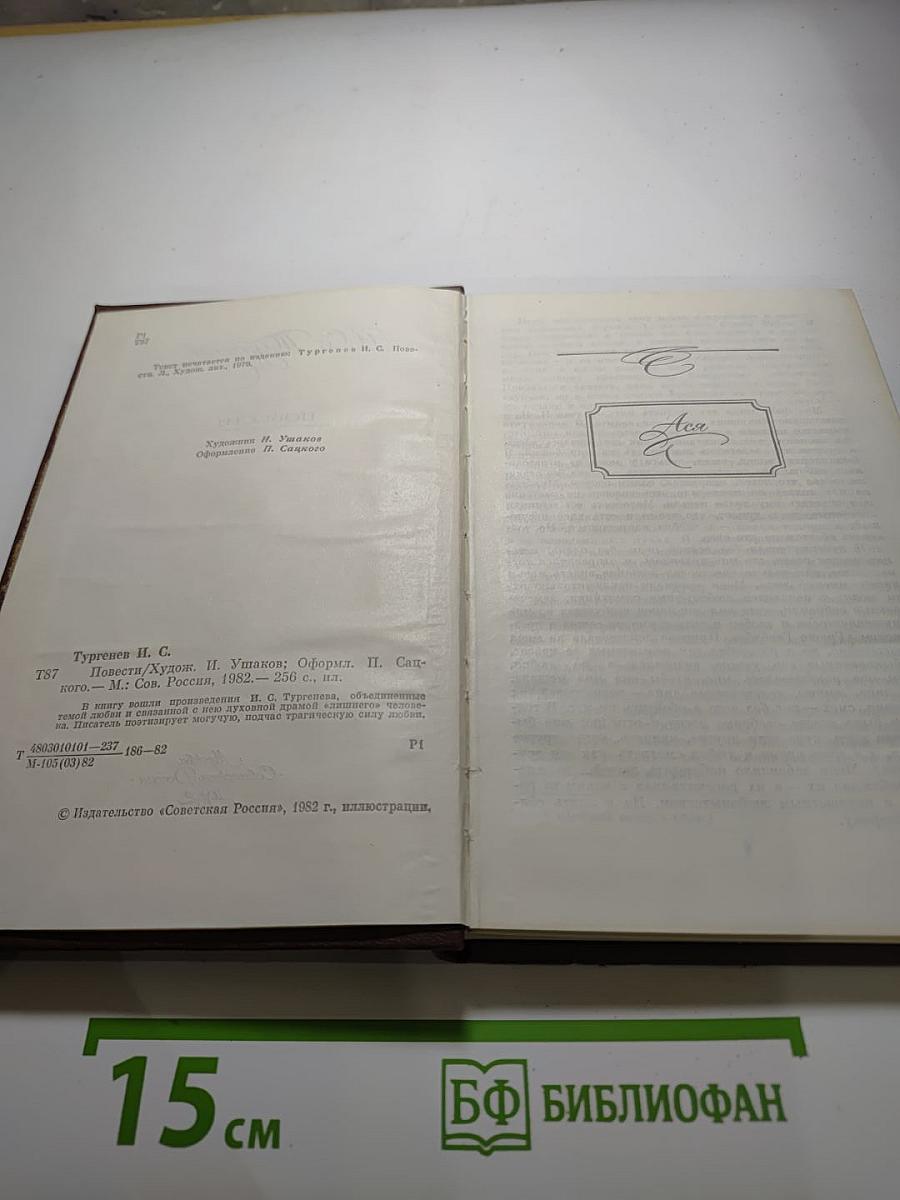 Р1
Т87
Текст печатается по изданию: Тургенев И. С. Пове-
сти. Л., Худож. лит., 1979.
Художник И. Ушаков
Оформление П. Сацкого
Тургенев И. С.
Т87 Повести/Худож. И. Ушаков; Оформл. П. Сац-
кого.— М.: Сов. Россия, 1982.— 256 с., ил.
В книгу вошли произведения И. С. Тургенева, объединенные
темой любви и связанной с нею духовной драмой «лишнего» челове-
ка. Писатель поэтизирует могучую, подчас трагическую силу любви.
Т 4803010101—237 186—82
М-105(03)82
Р1
© Издательство «Советская Россия», 1982 г., иллюстрации.
Ася
15 см
БФ БИБЛИОФАН